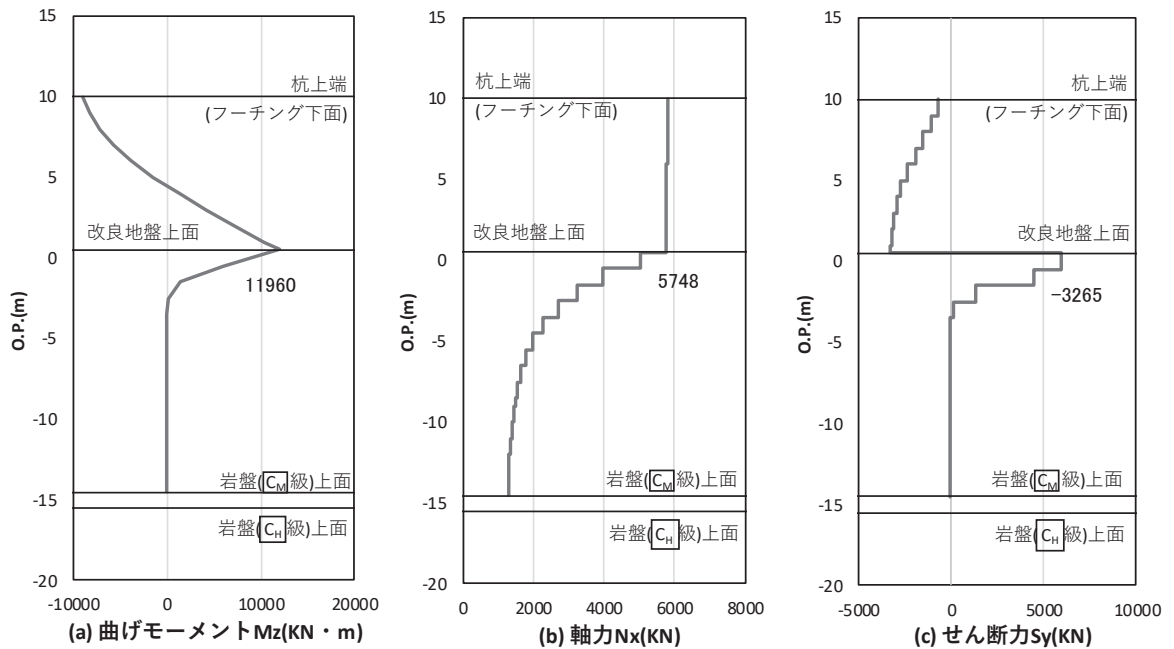 15
10
5
0
-5
-10
-15
-20
O.P.(m)
杭上端
(フーチング下面)
改良地盤上面
11960
岩盤(CM級)上面
岩盤(CH級)上面
-10000
0
10000
20000
(a) 曲げモーメントMz(KN・m)
15
10
5
0
-5
-10
-15
-20
O.P.(m)
杭上端
(フーチング下面)
改良地盤上面
5748
岩盤(CM級)上面
岩盤(CH級)上面
0
2000
4000
6000
8000
(b) 軸力Nx(KN)
15
10
5
0
-5
-10
-15
-20
O.P.(m)
杭上端
(フーチング下面)
改良地盤上面
-3265
岩盤(CM級)上面
岩盤(CH級)上面
-5000
0
5000
10000
(c) せん断力Sy(KN)